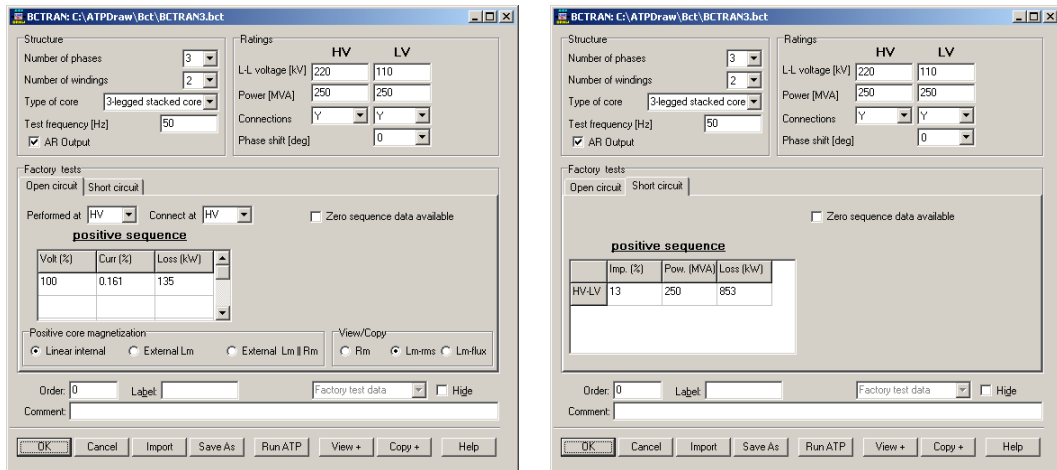 BCTRAN: C:\ATPDraw\Bct\BCTRAN3.bct
Structure
Number of phases 3
Number of windings 2
Type of core 3-legged stacked core
Test frequency [Hz] 50
AR Output
Ratings
HV LV
L-L voltage [kV] 220 110
Power [MVA] 250 250
Connections Y Y
Phase shift [deg] 0
Factory tests
Open circuit Short circuit
Performed at HV Connect at HV Zero sequence data available
positive sequence
Volt (%) Curr (%) Loss (kW)
100 0.161 135
Positive core magnetization
Linear internal External Lm External Lm || Rm
View/Copy
Rm Lm-rms Lm-flux
Order: 0 Label: Factory test data Hide
Comment:
OK Cancel Import Save As Run ATP View + Copy + Help
BCTRAN: C:\ATPDraw\Bct\BCTRAN3.bct
Structure
Number of phases 3
Number of windings 2
Type of core 3-legged stacked core
Test frequency [Hz] 50
AR Output
Ratings
HV LV
L-L voltage [kV] 220 110
Power [MVA] 250 250
Connections Y Y
Phase shift [deg] 0
Factory tests
Open circuit Short circuit
Zero sequence data available
positive sequence
Imp. (%) Pow. (MVA) Loss (kW)
HV-LV 13 250 853
Order: 0 Label: Factory test data Hide
Comment:
OK Cancel Import Save As Run ATP View + Copy + Help